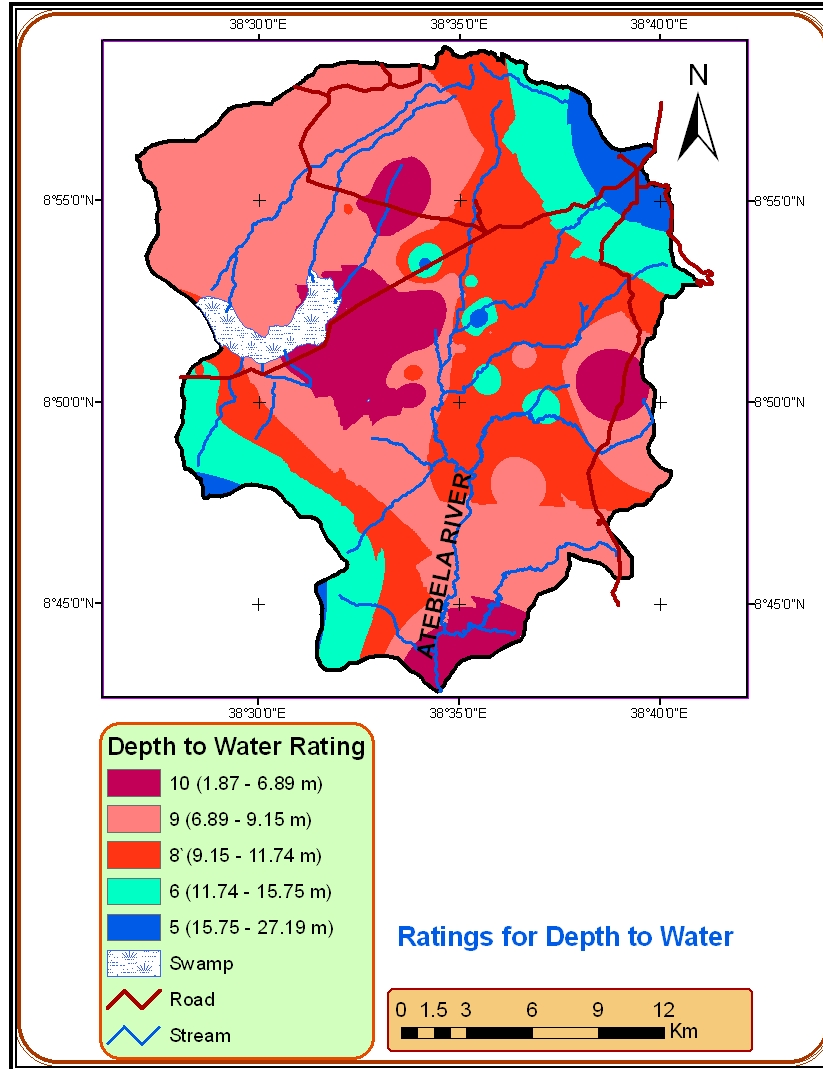 38°30'0"E 38°35'0"E 38°40'0"E
N
8°55'0"N 8°55'0"N
8°50'0"N 8°50'0"N
ATEBELA RIVER
8°45'0"N 8°45'0"N
38°30'0"E 38°35'0"E 38°40'0"E
Depth to Water Rating
10 (1.87 - 6.89 m)
9 (6.89 - 9.15 m)
8`(9.15 - 11.74 m)
6 (11.74 - 15.75 m)
5 (15.75 - 27.19 m)
Swamp
Road
Stream
Ratings for Depth to Water
0 1.5 3 6 9 12
Km